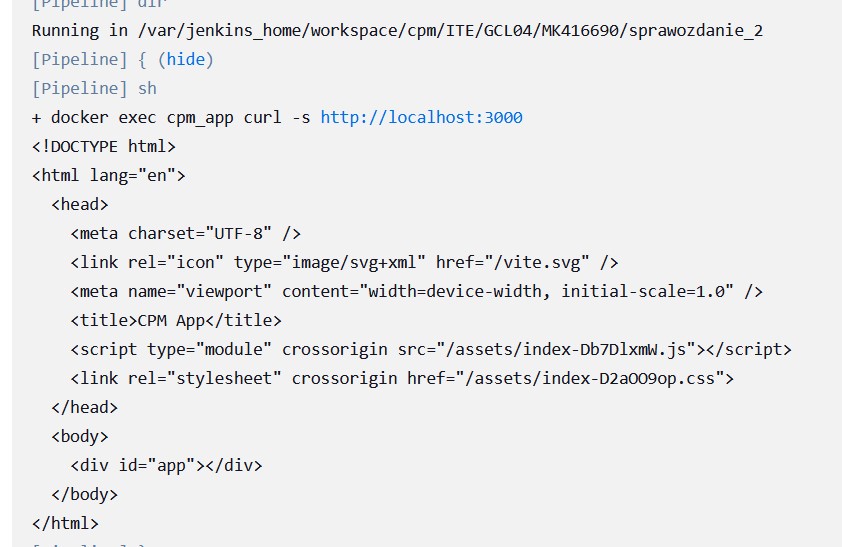 [Pipeline] dir
Running in /var/jenkins_home/workspace/cpm/ITE/GCL04/MK416690/sprawozdanie_2
[Pipeline] { (hide)
[Pipeline] sh
+ docker exec cpm_app curl -s http://localhost:3000
<!DOCTYPE html>
<html lang="en">
  <head>
    <meta charset="UTF-8" />
    <link rel="icon" type="image/svg+xml" href="/vite.svg" />
    <meta name="viewport" content="width=device-width, initial-scale=1.0" />
    <title>CPM App</title>
    <script type="module" crossorigin src="/assets/index-Db7DlxmW.js"></script>
    <link rel="stylesheet" crossorigin href="/assets/index-D2aOO9op.css">
  </head>
  <body>
    <div id="app"></div>
  </body>
</html>